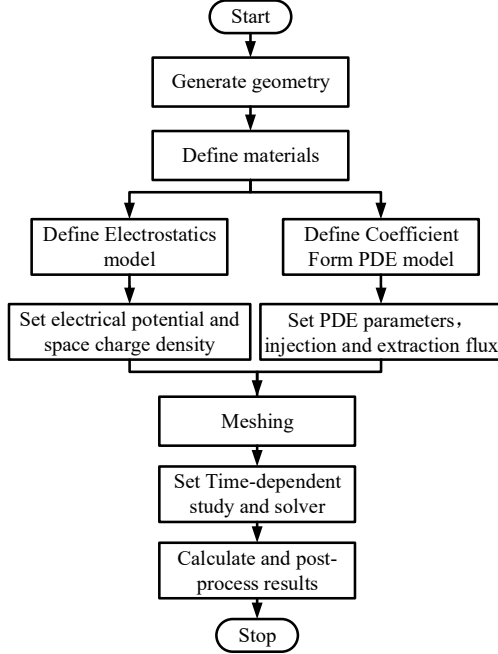 Start
Generate geometry
Define materials
Define Electrostatics
model
Define Coefficient
Form PDE model
Set electrical potential and
space charge density
Set PDE parameters，
injection and extraction flux
Meshing
Set Time-dependent
study and solver
Calculate and post-
process results
Stop